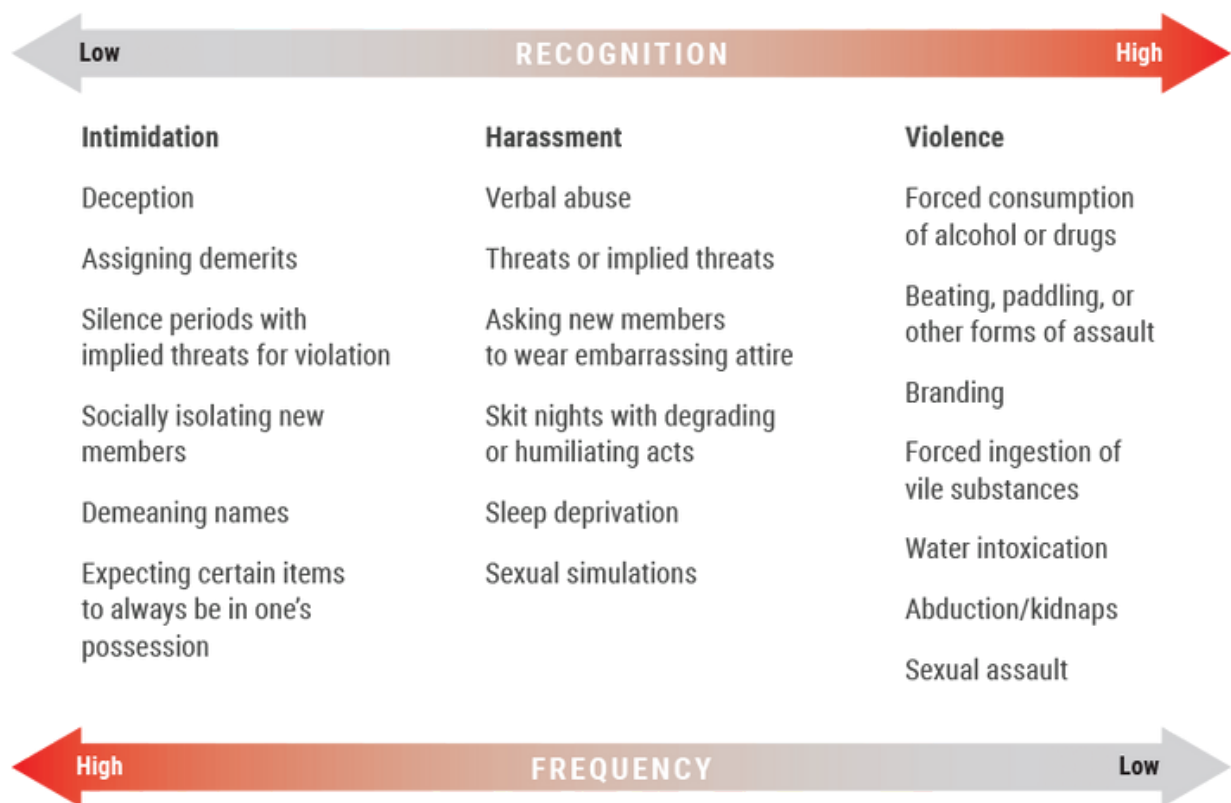 Low
RECOGNITION
High
Intimidation
Deception
Assigning demerits
Silence periods with
implied threats for violation
Socially isolating new
members
Demeaning names
Expecting certain items
to always be in one's
possession
Harassment
Verbal abuse
Threats or implied threats
Asking new members
to wear embarrassing attire
Skit nights with degrading
or humiliating acts
Sleep deprivation
Sexual simulations
Violence
Forced consumption
of alcohol or drugs
Beating, paddling, or
other forms of assault
Branding
Forced ingestion of
vile substances
Water intoxication
Abduction/kidnaps
Sexual assault
High
FREQUENCY
Low